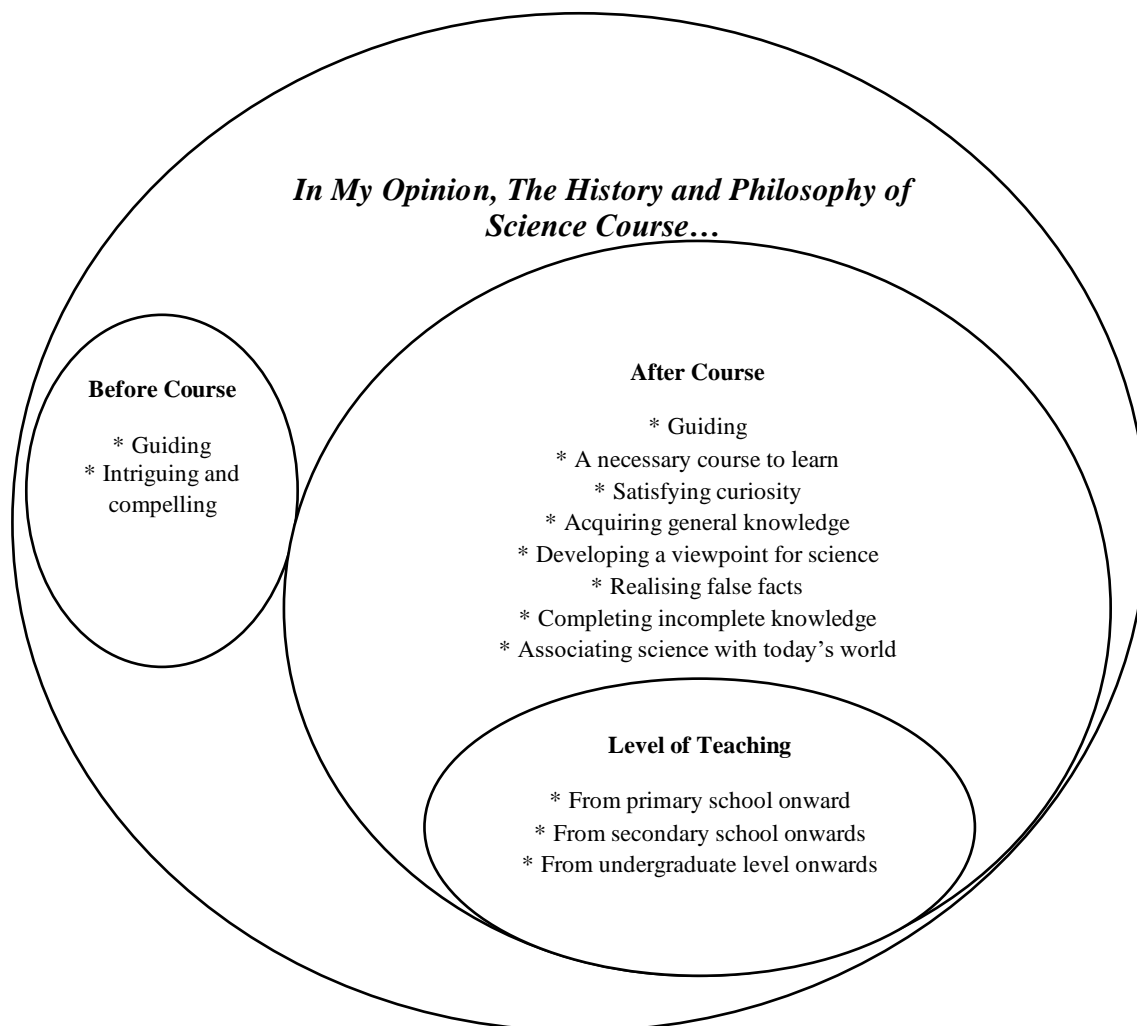 In My Opinion, The History and Philosophy of
Science Course…
Before Course
* Guiding
* Intriguing and
compelling
After Course
* Guiding
* A necessary course to learn
* Satisfying curiosity
* Acquiring general knowledge
* Developing a viewpoint for science
* Realising false facts
* Completing incomplete knowledge
* Associating science with today’s world
Level of Teaching
* From primary school onward
* From secondary school onwards
* From undergraduate level onwards